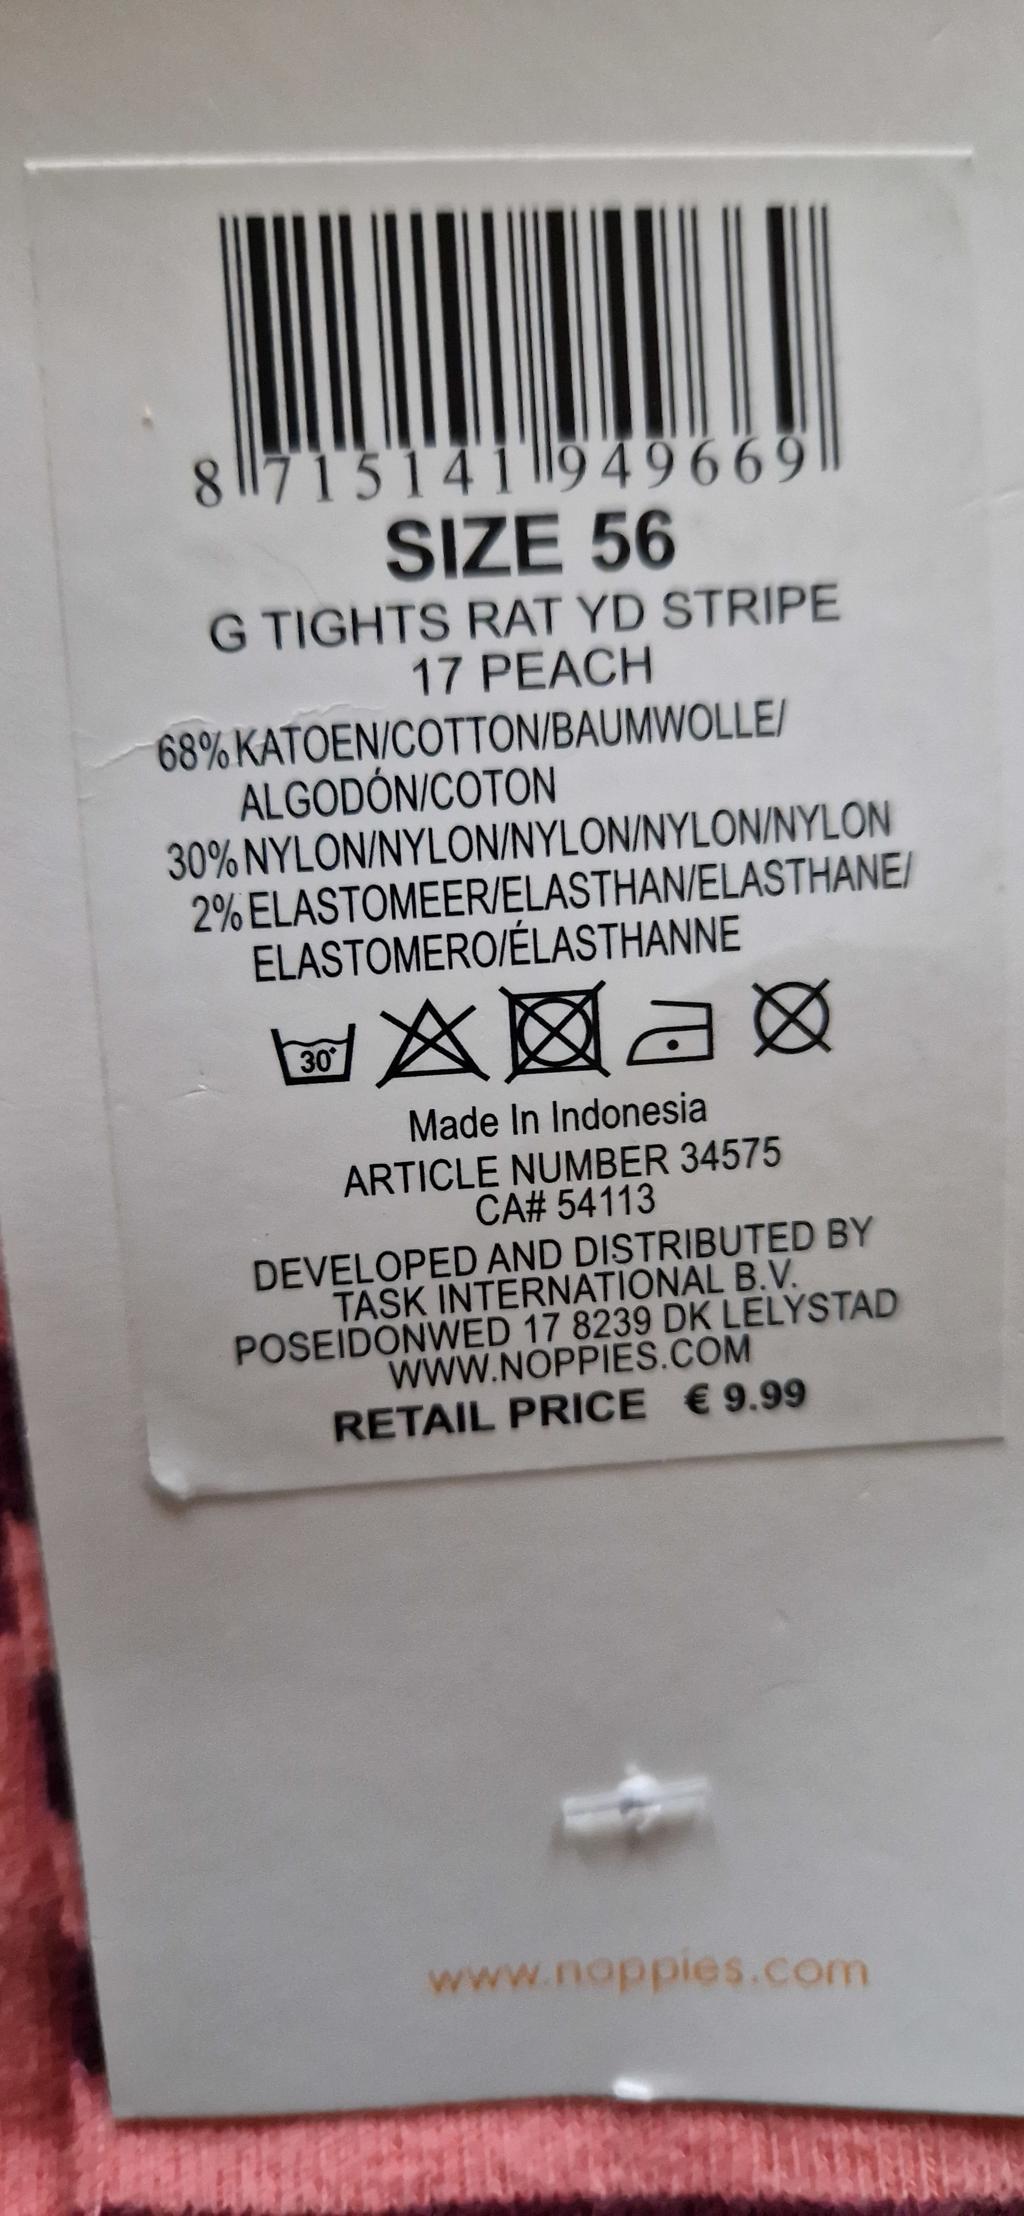 8 715141 949669
SIZE 56
G TIGHTS RAT YD STRIPE
17 PEACH
68% KATOEN/COTTON/BAUMWOLLE/
ALGODÓN/COTON
30% NYLON/NYLON/NYLON/NYLON/NYLON
2% ELASTOMEER/ELASTHAN/ELASTHANE/
ELASTOMERO/ÉLASTHANNE
30°
Made In Indonesia
ARTICLE NUMBER 34575
CA# 54113
DEVELOPED AND DISTRIBUTED BY
TASK INTERNATIONAL B.V.
POSEIDONWED 17 8239 DK LELYSTAD
WWW.NOPPIES.COM
RETAIL PRICE € 9.99
www.noppies.com